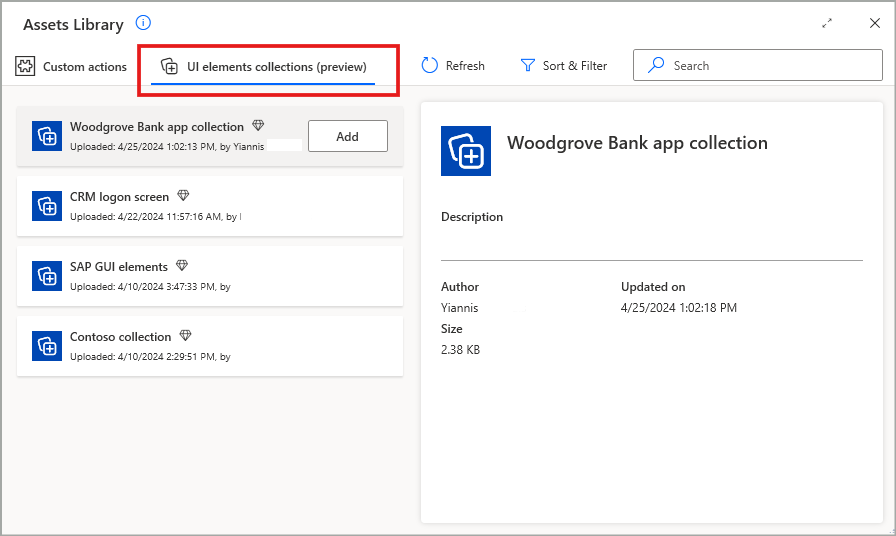 Assets Library
Custom actions
UI elements collections (preview)
Refresh
Sort & Filter
Search
Woodgrove Bank app collection
Uploaded: 4/25/2024 1:02:13 PM, by Yiannis
Add
CRM logon screen
Uploaded: 4/22/2024 11:57:16 AM, by
SAP GUI elements
Uploaded: 4/10/2024 3:47:33 PM, by
Contoso collection
Uploaded: 4/10/2024 2:29:51 PM, by
Woodgrove Bank app collection
Description
Author
Updated on
Yiannis
4/25/2024 1:02:18 PM
Size
2.38 KB